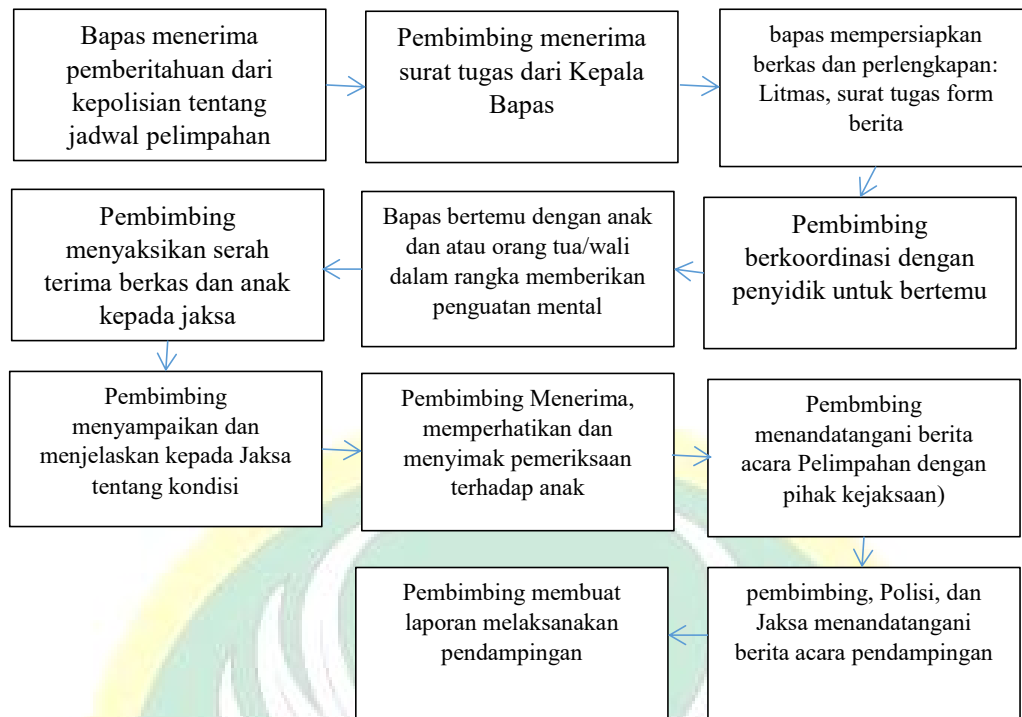 Bapas menerima
pemberitahuan dari
kepolisian tentang
jadwal pelimpahan
Pembimbing menerima
surat tugas dari Kepala
Bapas
bapas mempersiapkan
berkas dan perlengkapan:
Litmas, surat tugas form
berita
Pembimbing
berkoordinasi dengan
penyidik untuk bertemu
Bapas bertemu dengan anak
dan atau orang tua/wali
dalam rangka memberikan
penguatan mental
Pembimbing
menyaksikan serah
terima berkas dan anak
kepada jaksa
Pembimbing
menyampaikan dan
menjelaskan kepada Jaksa
tentang kondisi
Pembimbing Menerima,
memperhatikan dan
menyimak pemeriksaan
terhadap anak
Pembmbing
menandatangani berita
acara Pelimpahan dengan
pihak kejaksaan)
pembimbing, Polisi, dan
Jaksa menandatangani
berita acara pendampingan
Pembimbing membuat
laporan melaksanakan
pendampingan